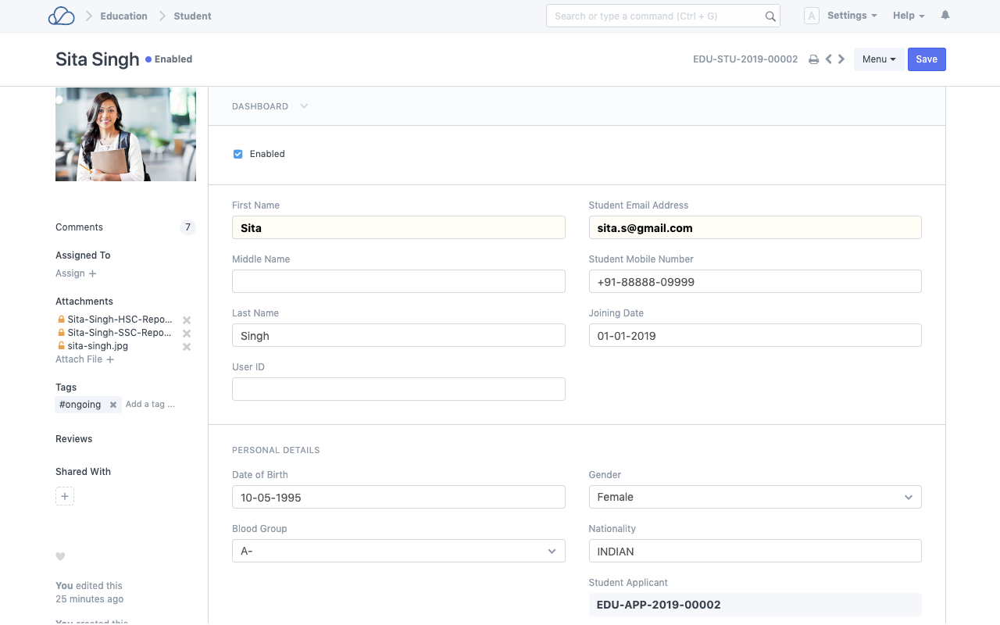 Education
Student
Search or type a command (Ctrl + G)
A
Settings
Help
Sita Singh
Enabled
EDU-STU-2019-00002
Menu
Save
Comments 7
Assigned To
Assign +
Attachments
Sita-Singh-HSC-Repo...
Sita-Singh-SSC-Repo...
sita-singh.jpg
Attach File +
Tags
#ongoing
Add a tag ...
Reviews
Shared With
+
You edited this
25 minutes ago
You created this
DASHBOARD
Enabled
First Name
Sita
Middle Name
Last Name
Singh
User ID
Student Email Address
sita.s@gmail.com
Student Mobile Number
+91-88888-09999
Joining Date
01-01-2019
PERSONAL DETAILS
Date of Birth
10-05-1995
Blood Group
A-
Gender
Female
Nationality
INDIAN
Student Applicant
EDU-APP-2019-00002